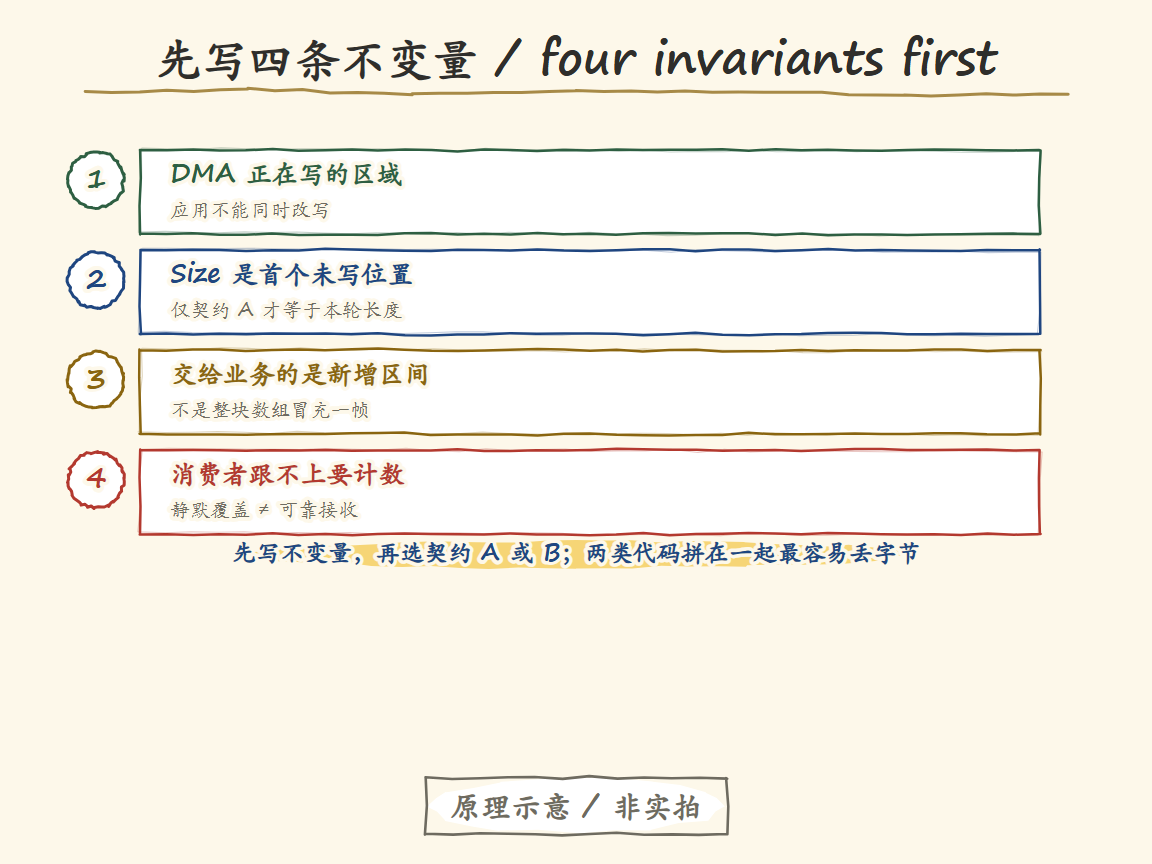 先写四条不变量 / four invariants first
1
DMA 正在写的区域
应用不能同时改写
2
Size 是首个未写位置
仅契约 A 才等于本轮长度
3
交给业务的是新增区间
不是整块数组冒充一帧
4
消费者跟不上要计数
静默覆盖 ≠ 可靠接收
先写不变量，再选契约 A 或 B；两类代码拼在一起最容易丢字节
原理示意 / 非实拍